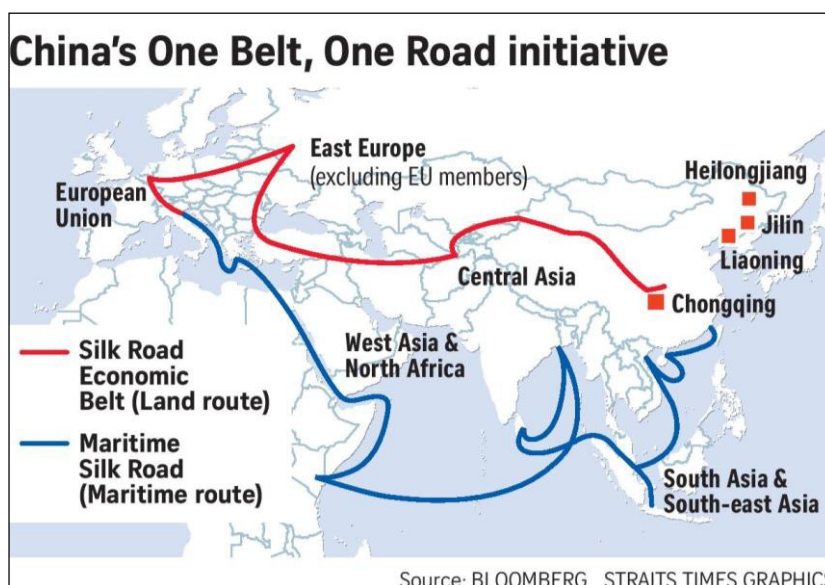 China's One Belt, One Road initiative
East Europe
(excluding EU members)
European
Union
Heilongjiang
Jilin
Liaoning
Central Asia
Chongqing
West Asia &
North Africa
Silk Road
Economic
Belt (Land route)
Maritime
Silk Road
(Maritime route)
South Asia &
South-east Asia
Source: BLOOMBERG STRAITS TIMES GRAPHICS